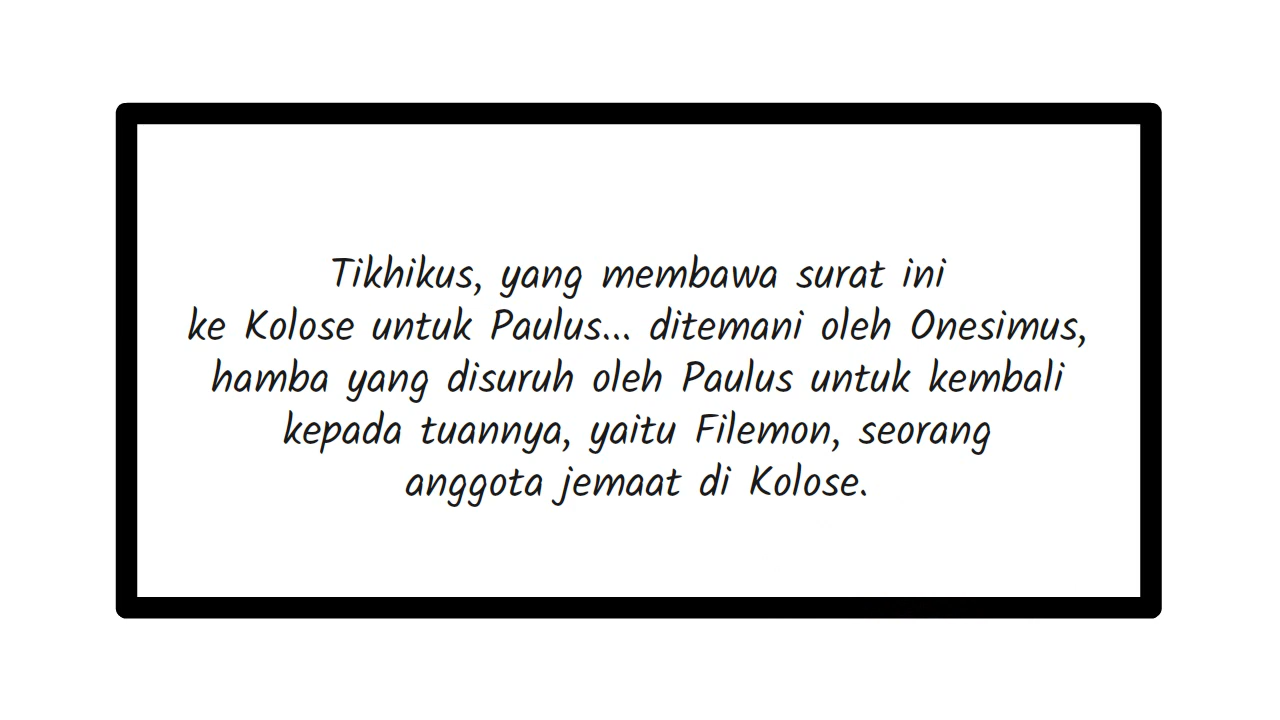 Tikhikus, yang membawa surat ini
ke Kolose untuk Paulus... ditemani oleh Onesimus,
hamba yang disuruh oleh Paulus untuk kembali
kepada tuannya, yaitu Filemon, seorang
anggota jemaat di Kolose.